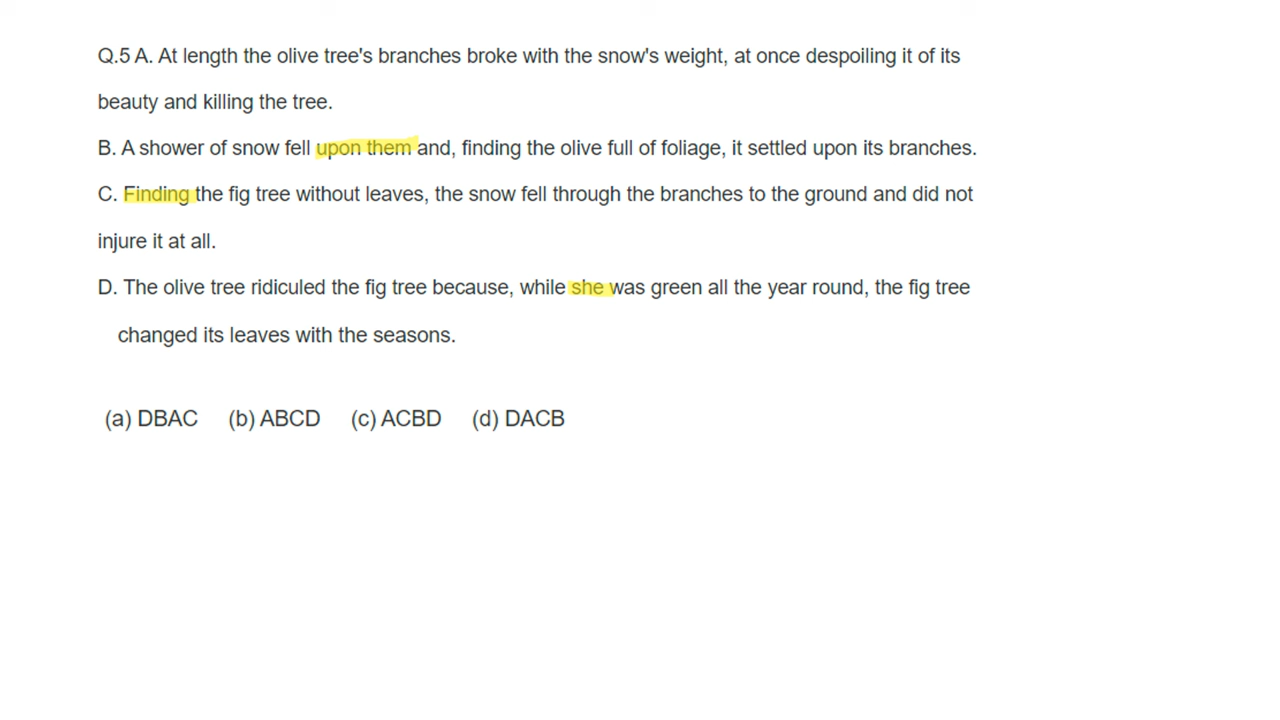 Q.5 A. At length the olive tree's branches broke with the snow's weight, at once despoiling it of its
beauty and killing the tree.
B. A shower of snow fell upon them and, finding the olive full of foliage, it settled upon its branches.
C. Finding the fig tree without leaves, the snow fell through the branches to the ground and did not
injure it at all.
D. The olive tree ridiculed the fig tree because, while she was green all the year round, the fig tree
changed its leaves with the seasons.
(a) DBAC (b) ABCD (c) ACBD (d) DACB